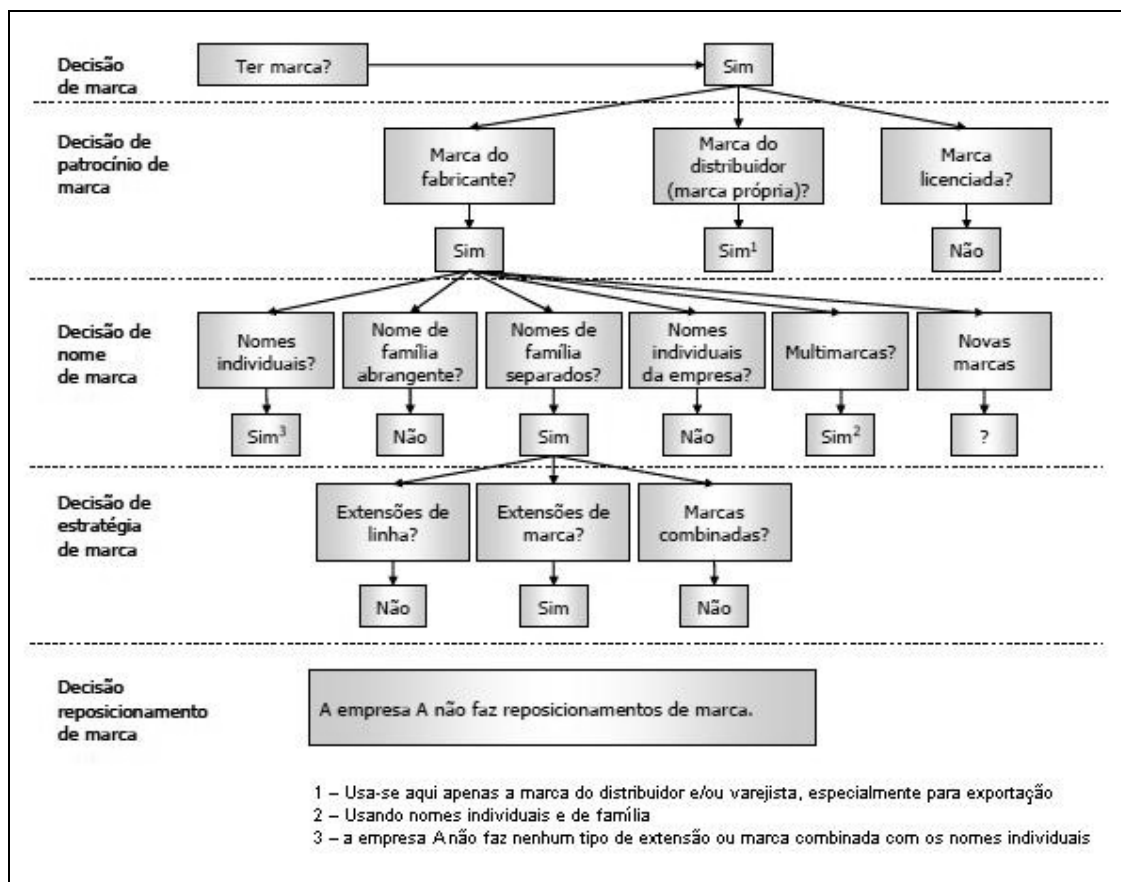 Decisão
de marca
Ter marca?
Sim
Decisão de
patrocínio de
marca
Marca do
fabricante?
Marca do
distribuidor
(marca própria)?
Marca
licenciada?
Sim
Sim¹
Não
Decisão de
nome
de marca
Nomes
individuais?
Nome de
família
abrangente?
Nomes de
família
separados?
Nomes
individuais
da empresa?
Multimarcas?
Novas
marcas
Sim³
Não
Sim
Não
Sim²
?
Decisão de
estratégia
de marca
Extensões de
linha?
Extensões de
marca?
Marcas
combinadas?
Não
Sim
Não
Decisão
reposicionamento
de marca
A empresa A não faz reposicionamentos de marca.
1 – Usa-se aqui apenas a marca do distribuidor e/ou varejista, especialmente para exportação
2 – Usando nomes individuais e de família
3 – a empresa A não faz nenhum tipo de extensão ou marca combinada com os nomes individuais